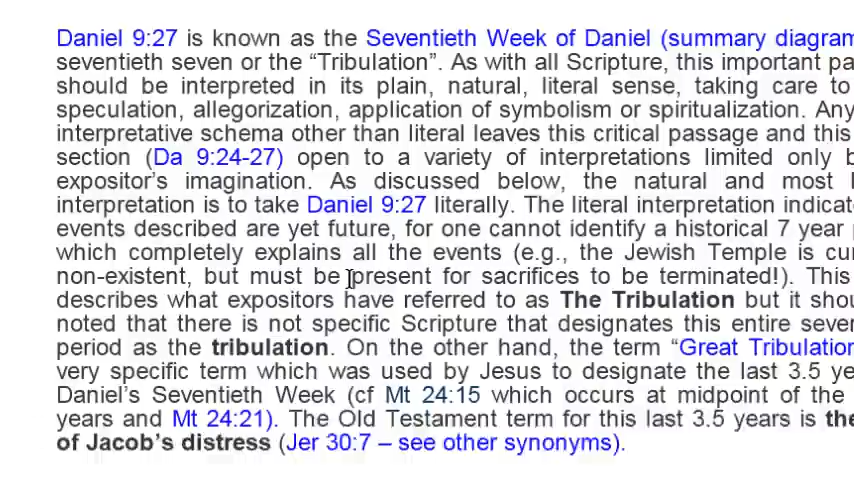 Daniel 9:27 is known as the Seventieth Week of Daniel (summary diagram
seventieth seven or the “Tribulation”. As with all Scripture, this important pa
should be interpreted in its plain, natural, literal sense, taking care to
speculation, allegorization, application of symbolism or spiritualization. Any
interpretative schema other than literal leaves this critical passage and this
section (Da 9:24-27) open to a variety of interpretations limited only b
expositor’s imagination. As discussed below, the natural and most l
interpretation is to take Daniel 9:27 literally. The literal interpretation indicat
events described are yet future, for one cannot identify a historical 7 year p
which completely explains all the events (e.g., the Jewish Temple is cur
non-existent, but must be present for sacrifices to be terminated!). This
describes what expositors have referred to as The Tribulation but it shou
noted that there is not specific Scripture that designates this entire seven
period as the tribulation. On the other hand, the term “Great Tribulation
very specific term which was used by Jesus to designate the last 3.5 ye
Daniel’s Seventieth Week (cf Mt 24:15 which occurs at midpoint of the
years and Mt 24:21). The Old Testament term for this last 3.5 years is the
of Jacob’s distress (Jer 30:7 – see other synonyms).